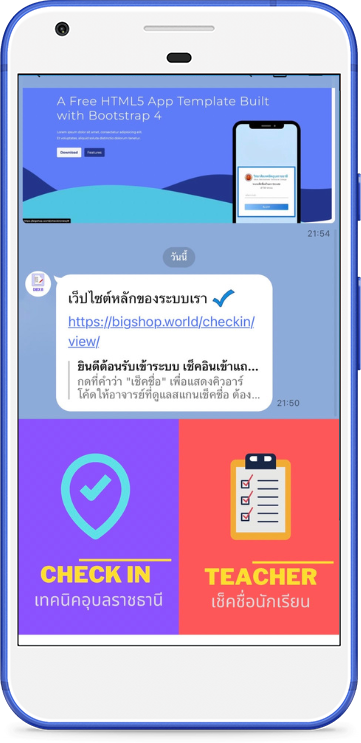 A Free HTML5 App Template Built
with Bootstrap 4
Download
Features
21:54
วันนี้
เว็ปไซต์หลักของระบบเรา
https://bigshop.world/checkin/
view/
ยินดีต้อนรับเข้าระบบ เช็คอินเข้าแถ...
กดที่คำว่า "เช็คชื่อ" เพื่อแสดงคิวอาร์
โค้ดให้อาจารย์ที่ดูแลสแกนเช็คชื่อ ต้อง...
21:50
CHECK IN
เทคนิคอุบลราชธานี
TEACHER
เช็คชื่อนักเรียน